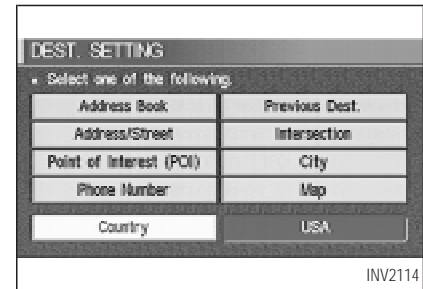 DEST. SETTING
Select one of the following.
Address Book Previous Dest.
Address/Street Intersection
Point of Interest (POI) City
Phone Number Map
Country USA
INV2114